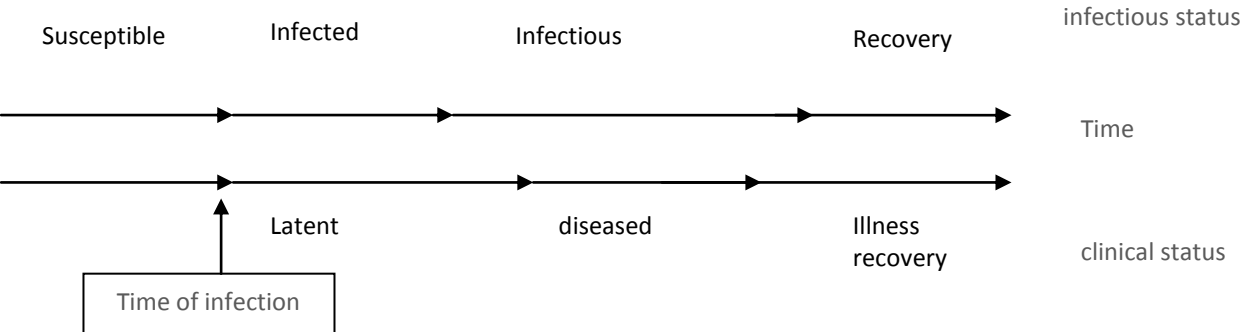 infectious status
Susceptible Infected Infectious Recovery
Time
Latent diseased Illness
recovery
clinical status
Time of infection